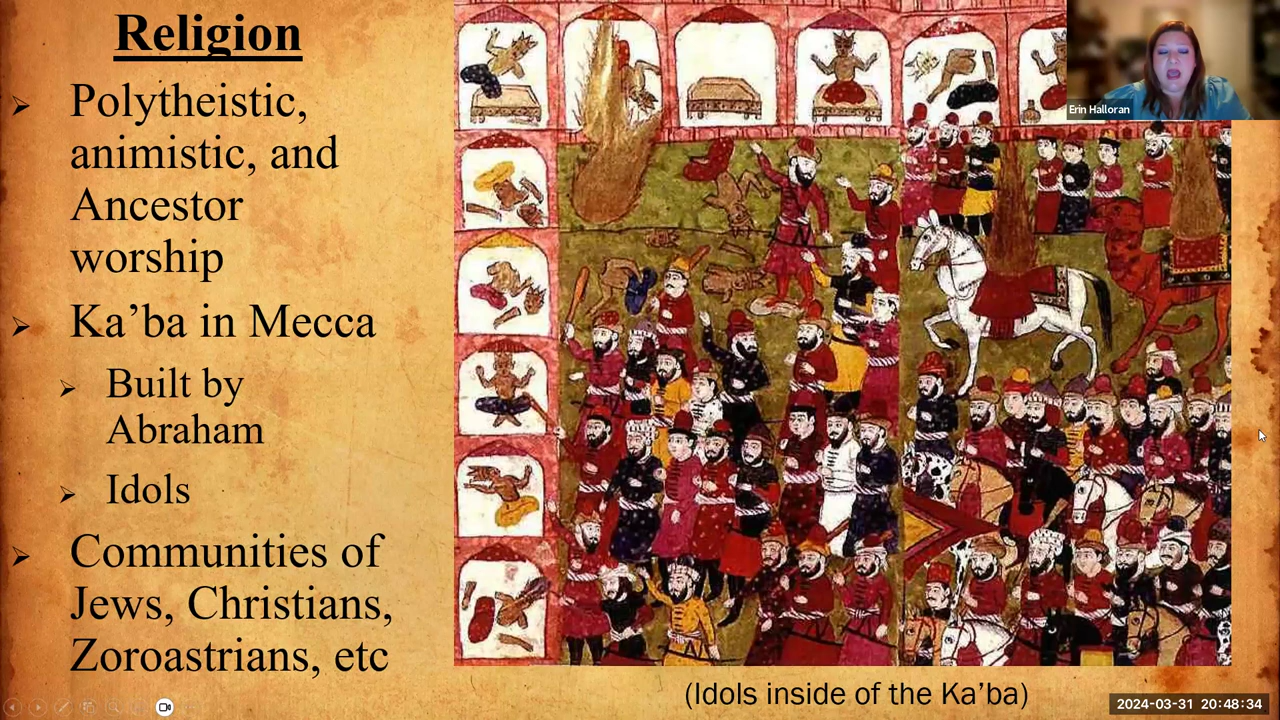 Religion
Polytheistic,
animistic, and
Ancestor
worship
Ka’ba in Mecca
Built by
Abraham
Idols
Communities of
Jews, Christians,
Zoroastrians, etc
Erin Halloran
(Idols inside of the Ka’ba)
2024-03-31 20:48:34